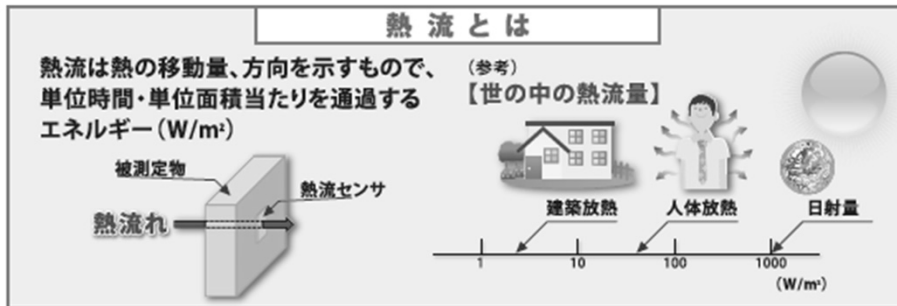 熱流とは
熱流は熱の移動量、方向を示すもので、
単位時間・単位面積当たりを通過する
エネルギー(W/m²)
被測定物
熱流センサ
熱流れ
(参考)
【世の中の熱流量】
建築放熱
人体放熱
日射量
1
10
100
1000
(W/m²)